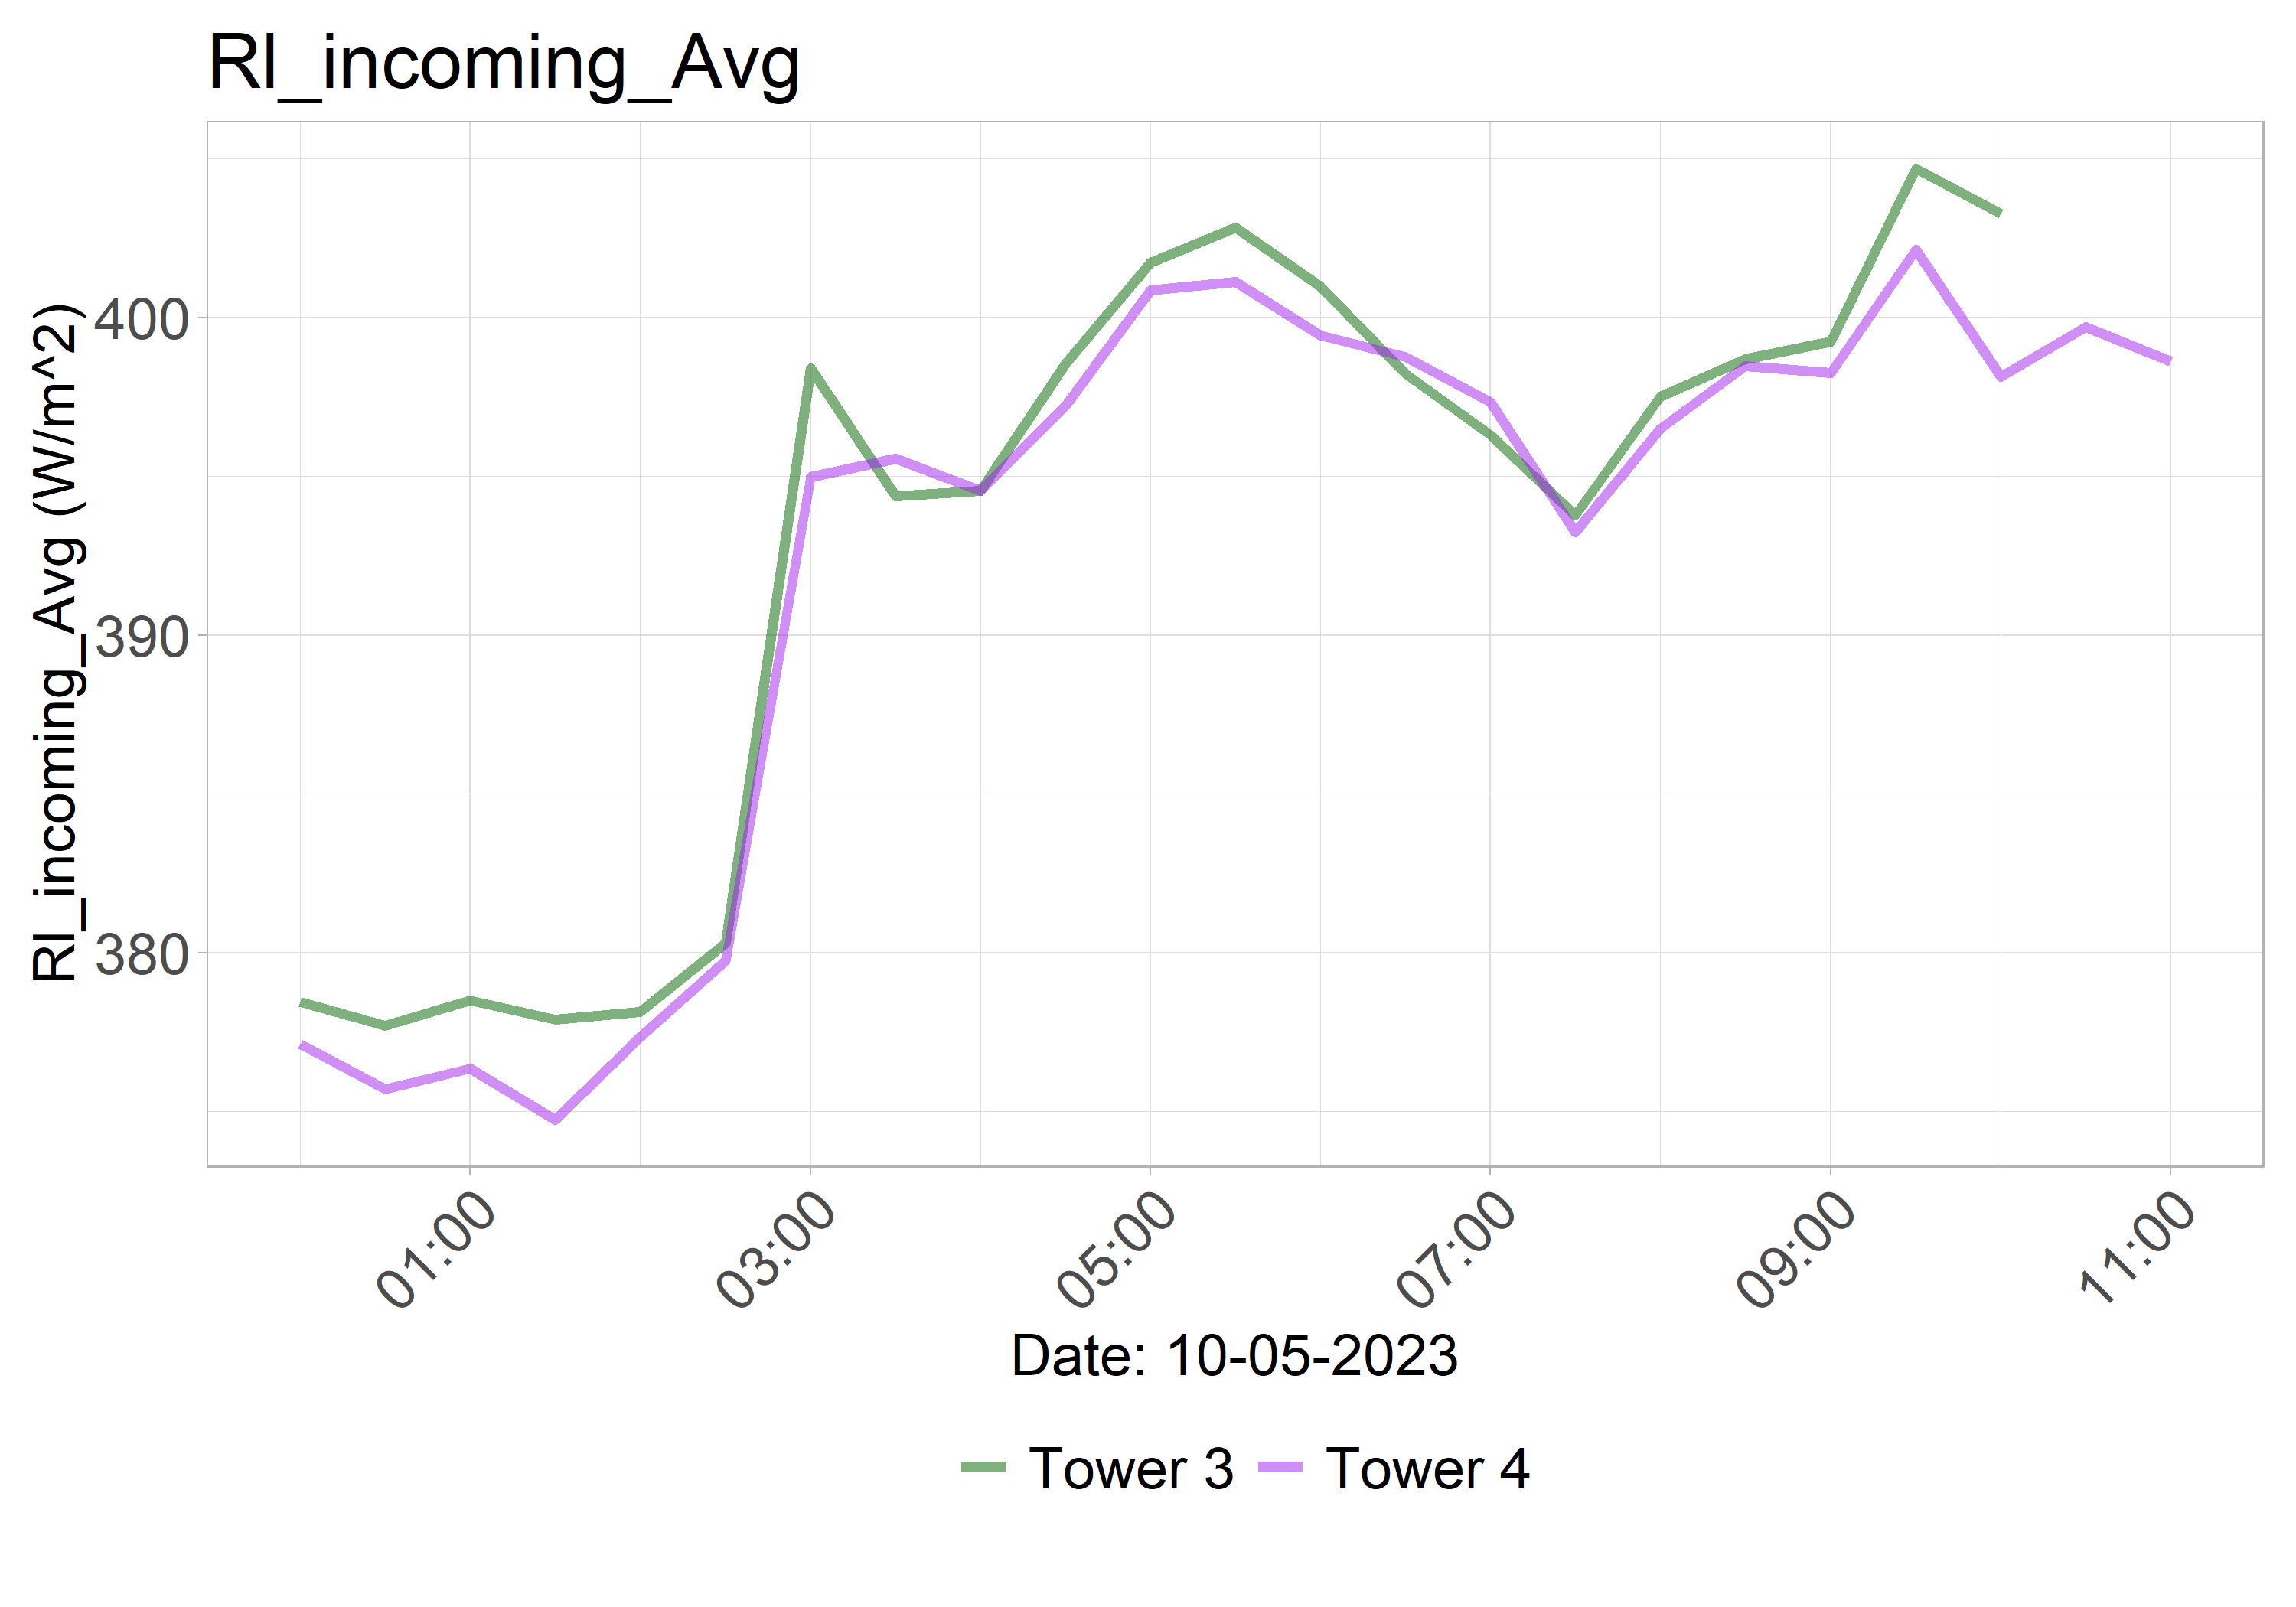 Rl_incoming_Avg
Rl_incoming_Avg (W/m^2)
400
390
380
01:00
03:00
05:00
07:00
09:00
11:00
Date: 10-05-2023
Tower 3
Tower 4